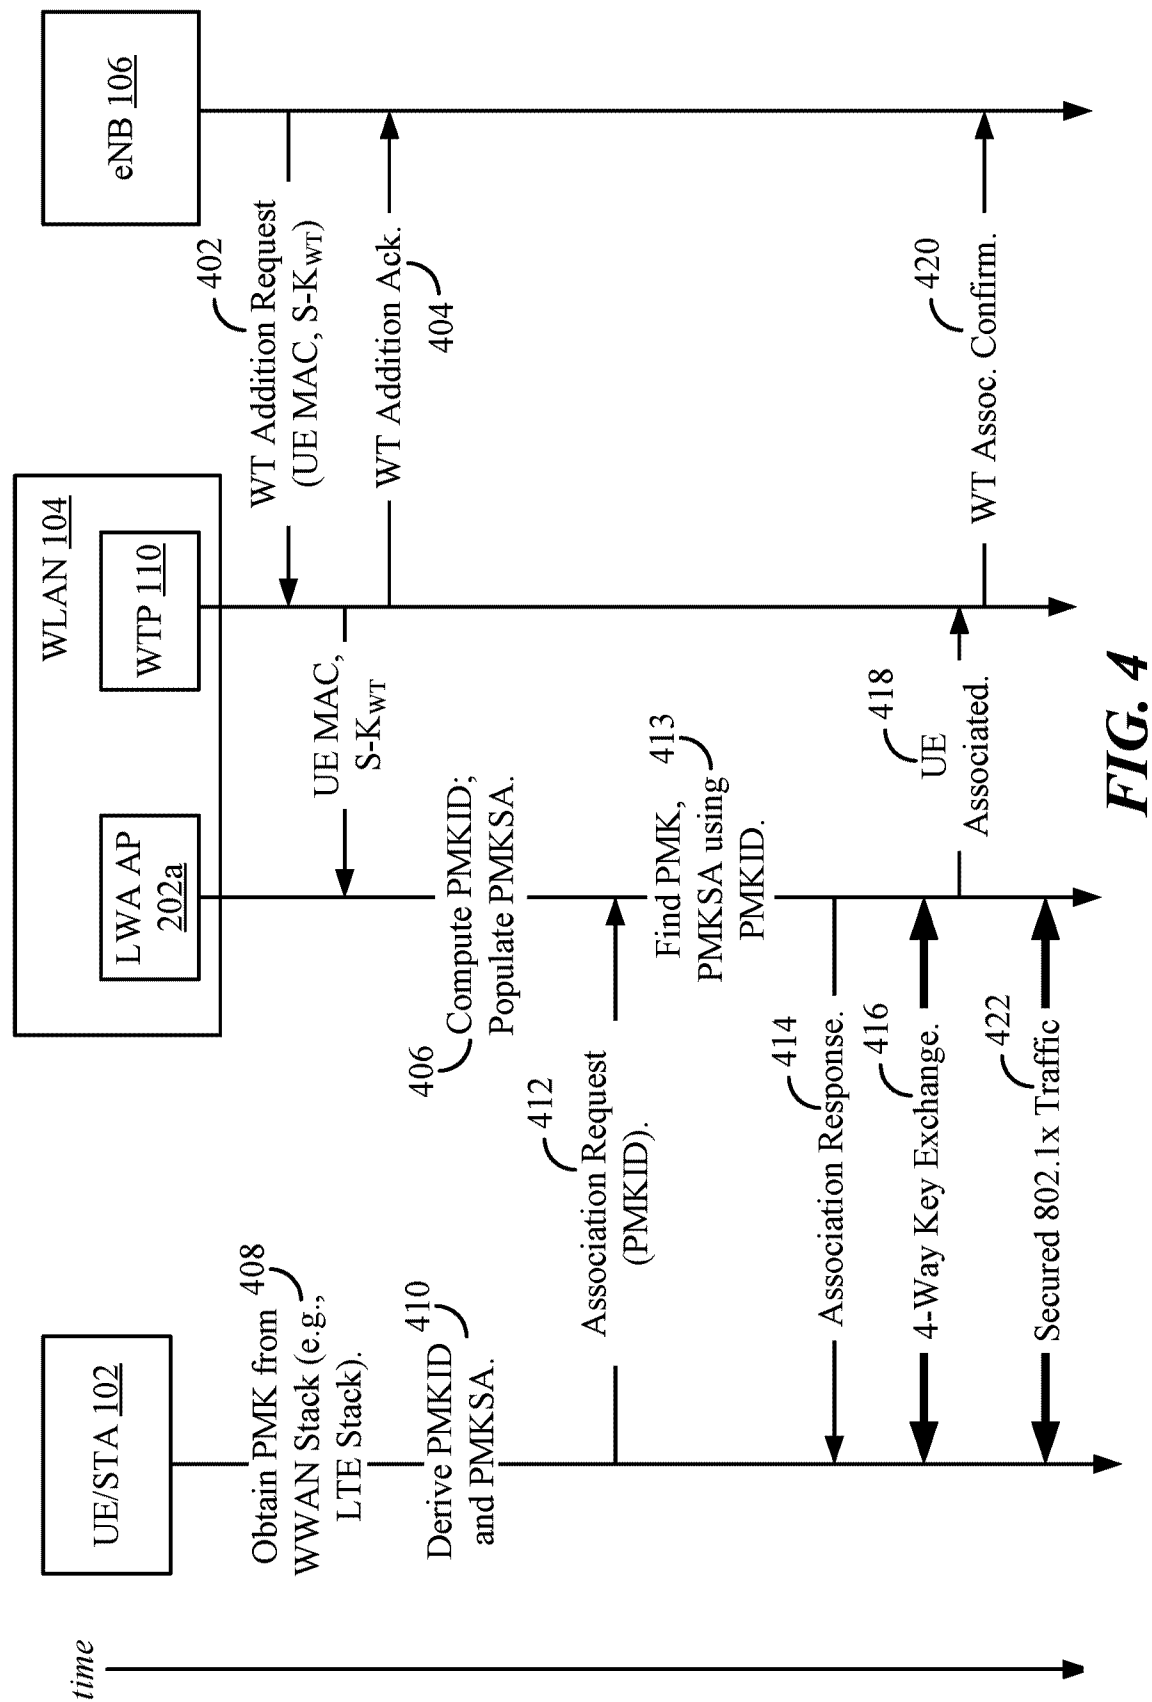 time
UE/STA 102
WLAN 104
LWA AP
202a
WTP 110
eNB 106
402
WT Addition Request
(UE MAC, S-KWT)
UE MAC,
S-KWT
WT Addition Ack.
404
408
Obtain PMK from
WWAN Stack (e.g.,
LTE Stack).
406
Compute PMKID;
Populate PMKSA.
410
Derive PMKID
and PMKSA.
412
Association Request
(PMKID).
413
Find PMK,
PMKSA using
PMKID.
414
Association Response.
416
4-Way Key Exchange.
418
UE
Associated.
420
WT Assoc. Confirm.
422
Secured 802.1x Traffic
FIG. 4